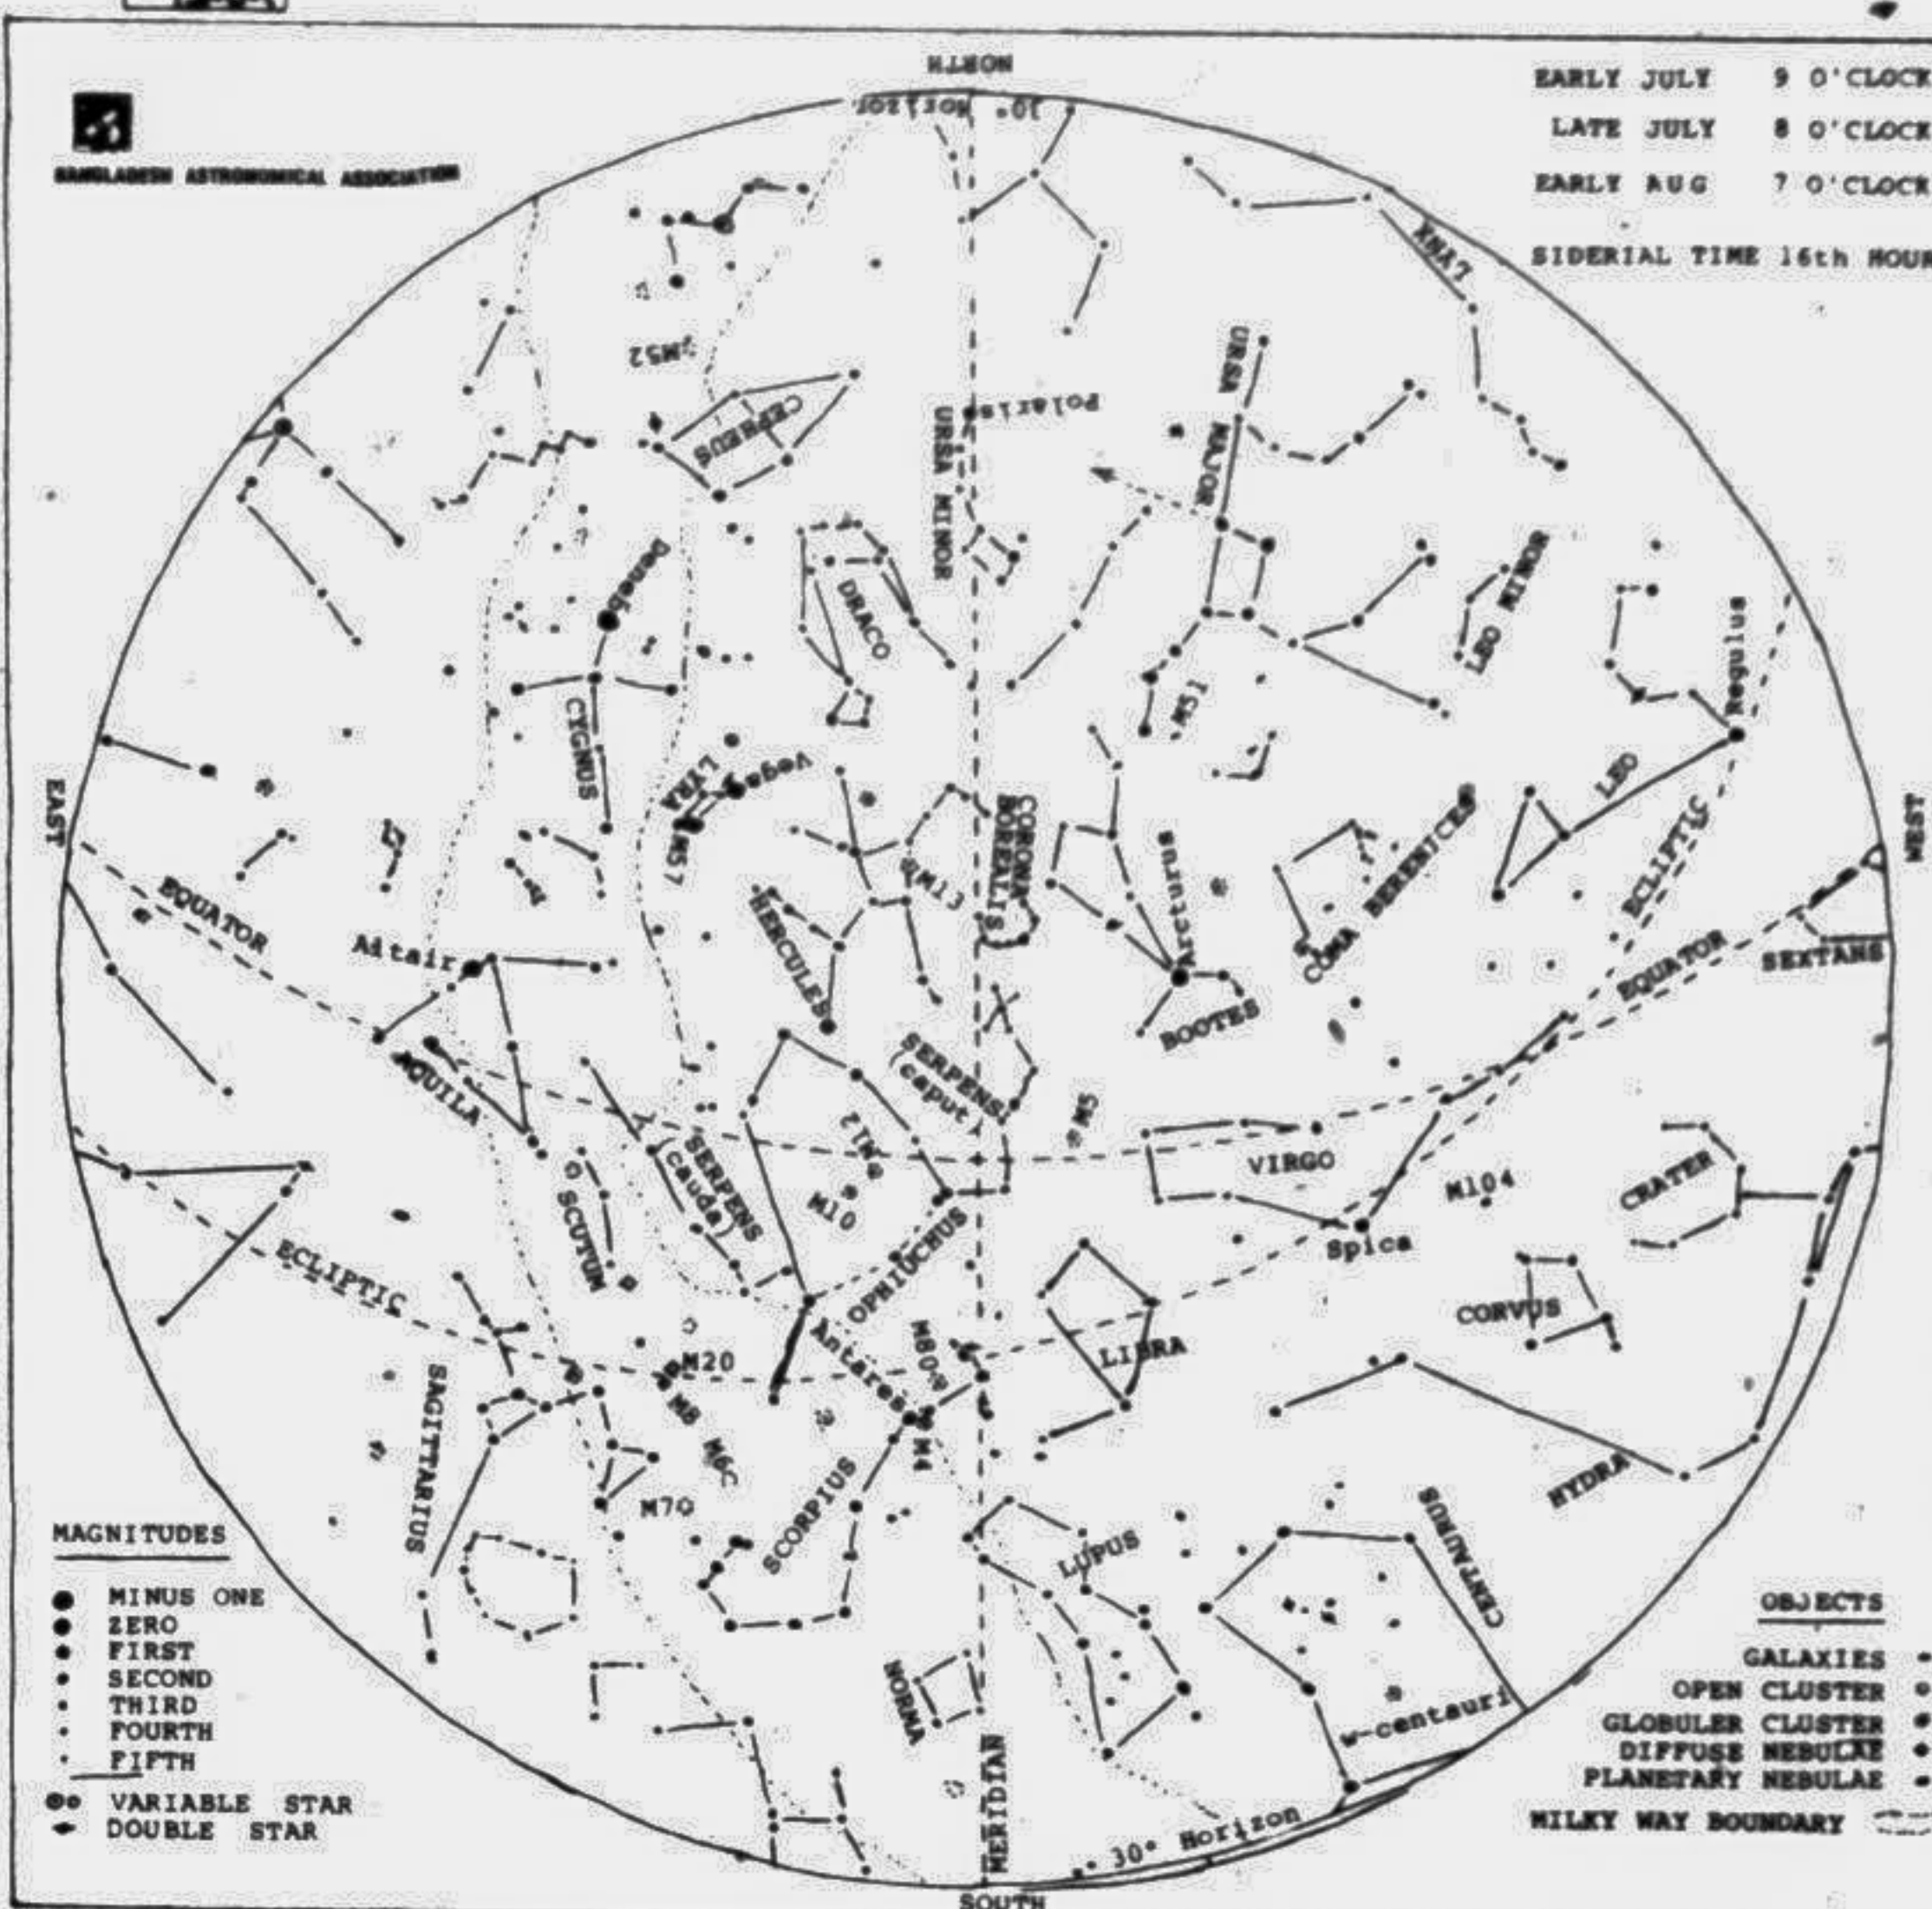 NORTH
30° Horizon
BANGLADESH ASTRONOMICAL ASSOCIATION
EARLY JULY 9 O'CLOCK
LATE JULY 8 O'CLOCK
EARLY AUG 7 O'CLOCK
SIDERIAL TIME 16th HOUR
LYNX
M52
CEPHEUS
Polaris
URSA MINOR
URSA MAJOR
Deneb
DRACO
LEO MINOR
Regulus
M51
CYGNUS
LYRA
Vega
M57
EAST
WEST
LEO
ECLIPTIC
CORONA
BOREALIS
M13
HERCULES
Arcturus
COMA BERENICES
EQUATOR
Altair
EQUATOR
SEXTANS
BOOTES
AQUILA
SERPENS
(caput)
M5
M12
M10
SERPENS
(cauda)
SCUTUM
VIRGO
M104
CRATER
Spica
OPHIUCHUS
ECLIPTIC
CORVUS
LIBRA
Antares
M80
M20
M8
M6
M4
SAGITTARIUS
M70
SCORPIUS
HYDRA
LUPUS
CENTAURUS
NORMA
w-centauri
MERIDIAN
30° Horizon
SOUTH
MAGNITUDES
MINUS ONE
ZERO
FIRST
SECOND
THIRD
FOURTH
FIFTH
VARIABLE STAR
DOUBLE STAR
OBJECTS
GALAXIES
OPEN CLUSTER
GLOBULER CLUSTER
DIFFUSE NEBULAE
PLANETARY NEBULAE
MILKY WAY BOUNDARY